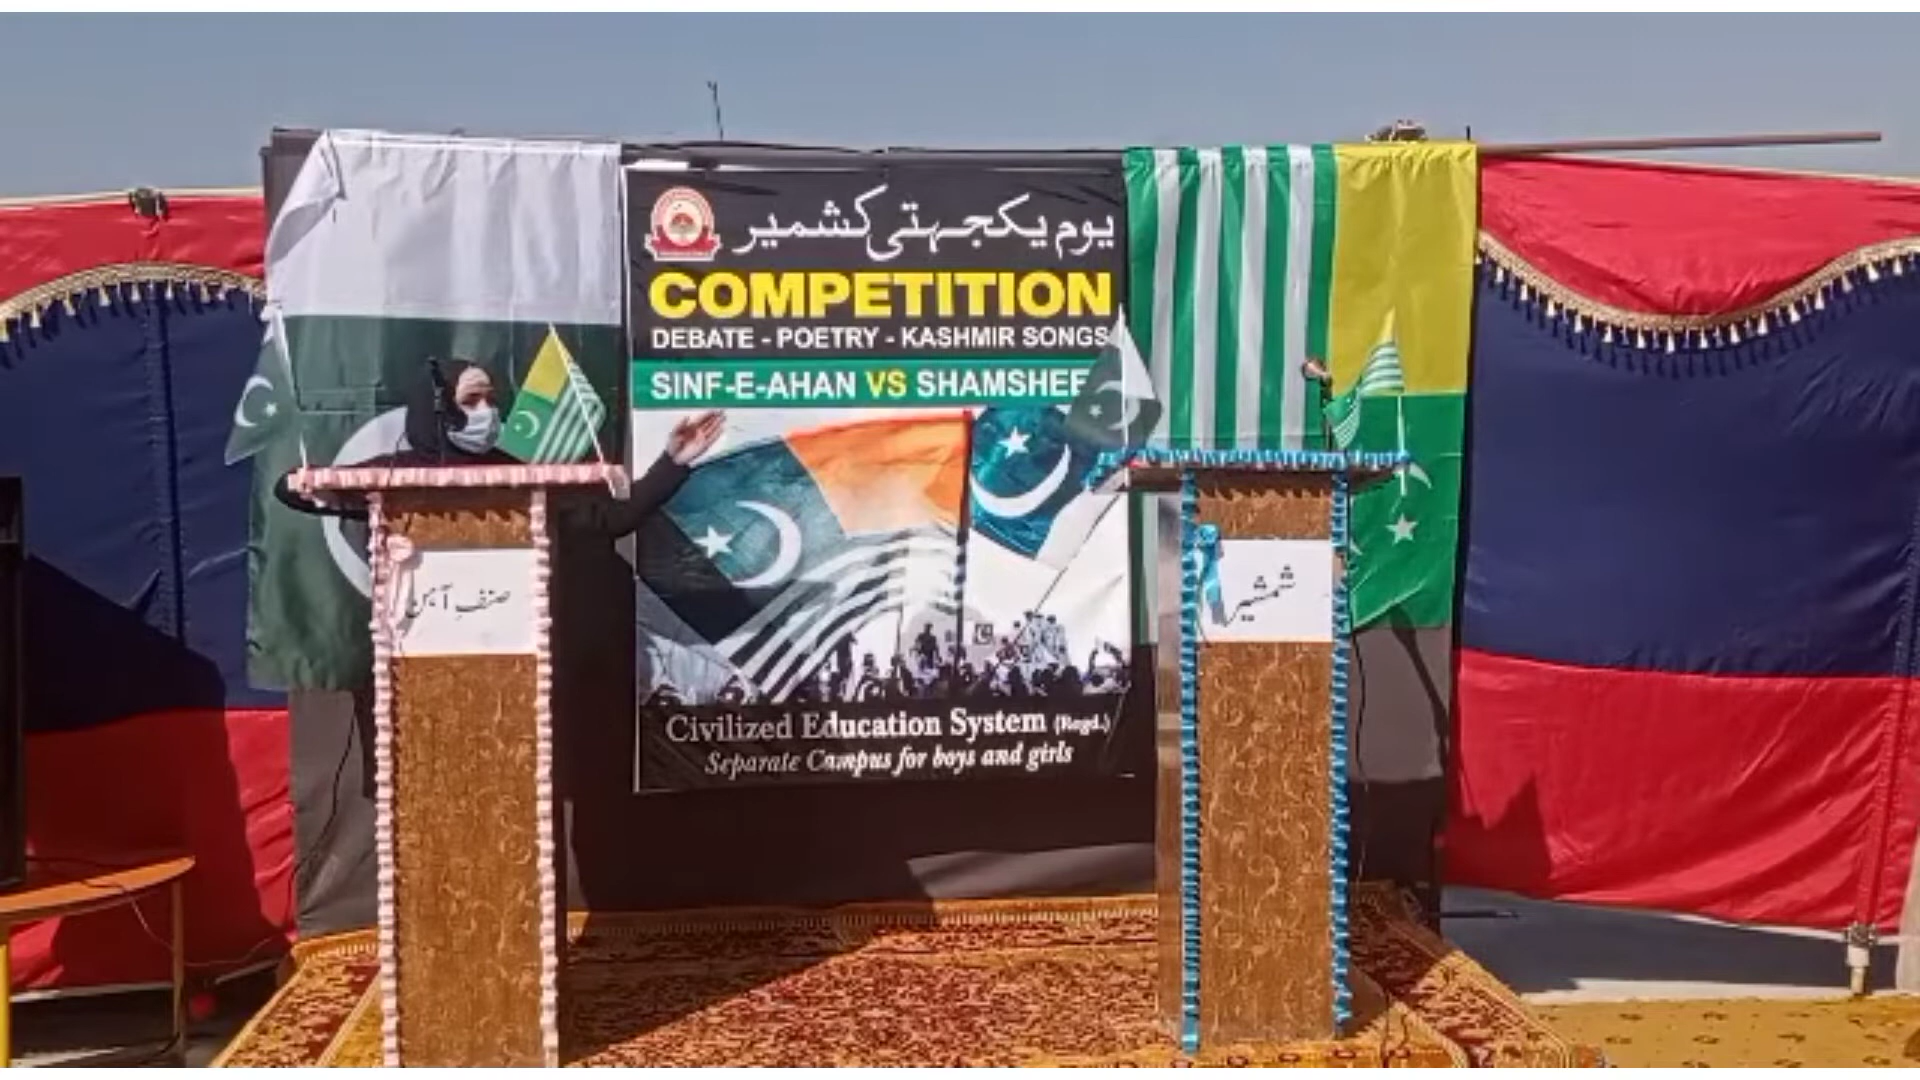 یوم یکجہتی کشمیر
COMPETITION
DEBATE - POETRY - KASHMIR SONGS
SINF-E-AHAN VS SHAMSHEE
صنفِ آہن
شمشیر
Civilized Education System (Regd.)
Separate Campus for boys and girls